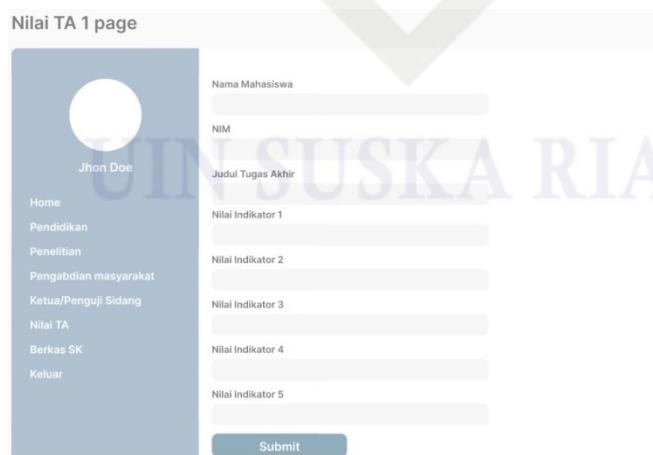 Nilai TA 1 page
Jhon Doe
Home
Pendidikan
Penelitian
Pengabdian masyarakat
Ketua/Penguji Sidang
Nilai TA
Berkas SK
Keluar
Nama Mahasiswa
NIM
Judul Tugas Akhir
Nilai Indikator 1
Nilai Indikator 2
Nilai Indikator 3
Nilai Indikator 4
Nilai Indikator 5
Submit
UIN SUSKA RIA